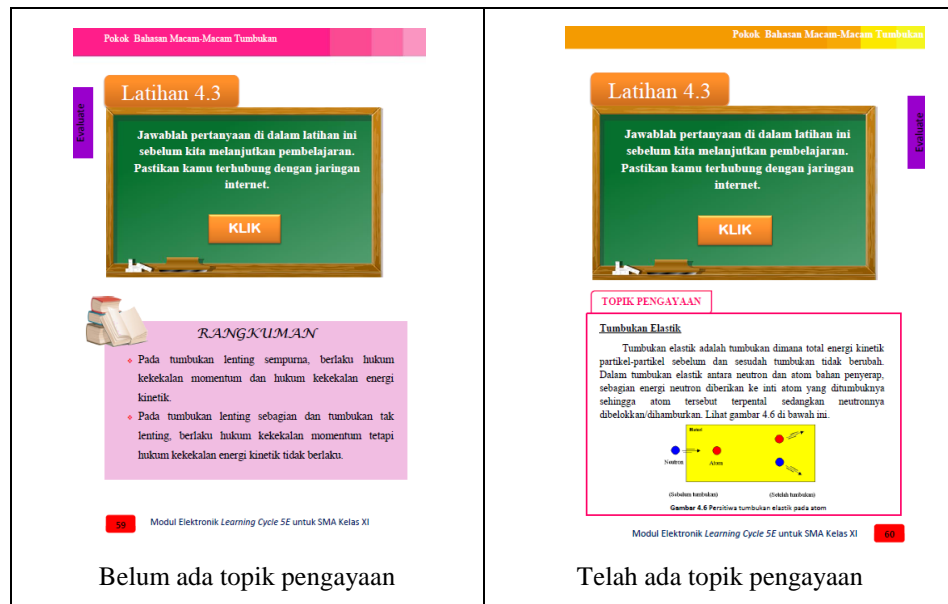 Pokok Bahasan Macam-Macam Tumbukan
Latihan 4.3
Evaluate
Jawablah pertanyaan di dalam latihan ini
sebelum kita melanjutkan pembelajaran.
Pastikan kamu terhubung dengan jaringan
internet.
KLIK
RANGKUMAN
Pada tumbukan lenting sempurna, berlaku hukum
kekekalan momentum dan hukum kekekalan energi
kinetik.
Pada tumbukan lenting sebagian dan tumbukan tak
lenting, berlaku hukum kekekalan momentum tetapi
hukum kekekalan energi kinetik tidak berlaku.
59 Modul Elektronik Learning Cycle 5E untuk SMA Kelas XI
Belum ada topik pengayaan
Pokok Bahasan Macam-Macam Tumbukan
Latihan 4.3
Evaluate
Jawablah pertanyaan di dalam latihan ini
sebelum kita melanjutkan pembelajaran.
Pastikan kamu terhubung dengan jaringan
internet.
KLIK
TOPIK PENGAYAAN
Tumbukan Elastik
Tumbukan elastik adalah tumbukan dimana total energi kinetik
partikel-partikel sebelum dan sesudah tumbukan tidak berubah.
Dalam tumbukan elastik antara neutron dan atom bahan penyerap,
sebagian energi neutron diberikan ke inti atom yang ditumbuknya
sehingga atom tersebut terpental sedangkan neutronnya
dibelokkan/dihamburkan. Lihat gambar 4.6 di bawah ini.
Neutron
Atom
(Sebelum tumbukan)
(Setelah tumbukan)
Gambar 4.6 Persitiwa tumbukan elastik pada atom
Modul Elektronik Learning Cycle 5E untuk SMA Kelas XI 60
Telah ada topik pengayaan